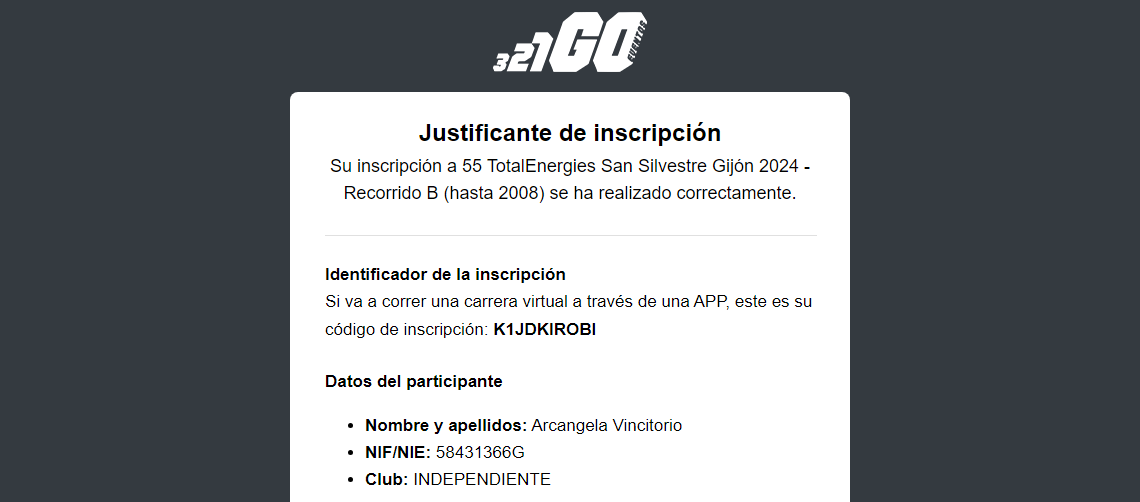 321GO EVENTOS
Justificante de inscripción
Su inscripción a 55 TotalEnergies San Silvestre Gijón 2024 -
Recorrido B (hasta 2008) se ha realizado correctamente.
Identificador de la inscripción
Si va a correr una carrera virtual a través de una APP, este es su
código de inscripción: K1JDKIROBI
Datos del participante
• Nombre y apellidos: Arcangela Vincitorio
• NIF/NIE: 58431366G
• Club: INDEPENDIENTE